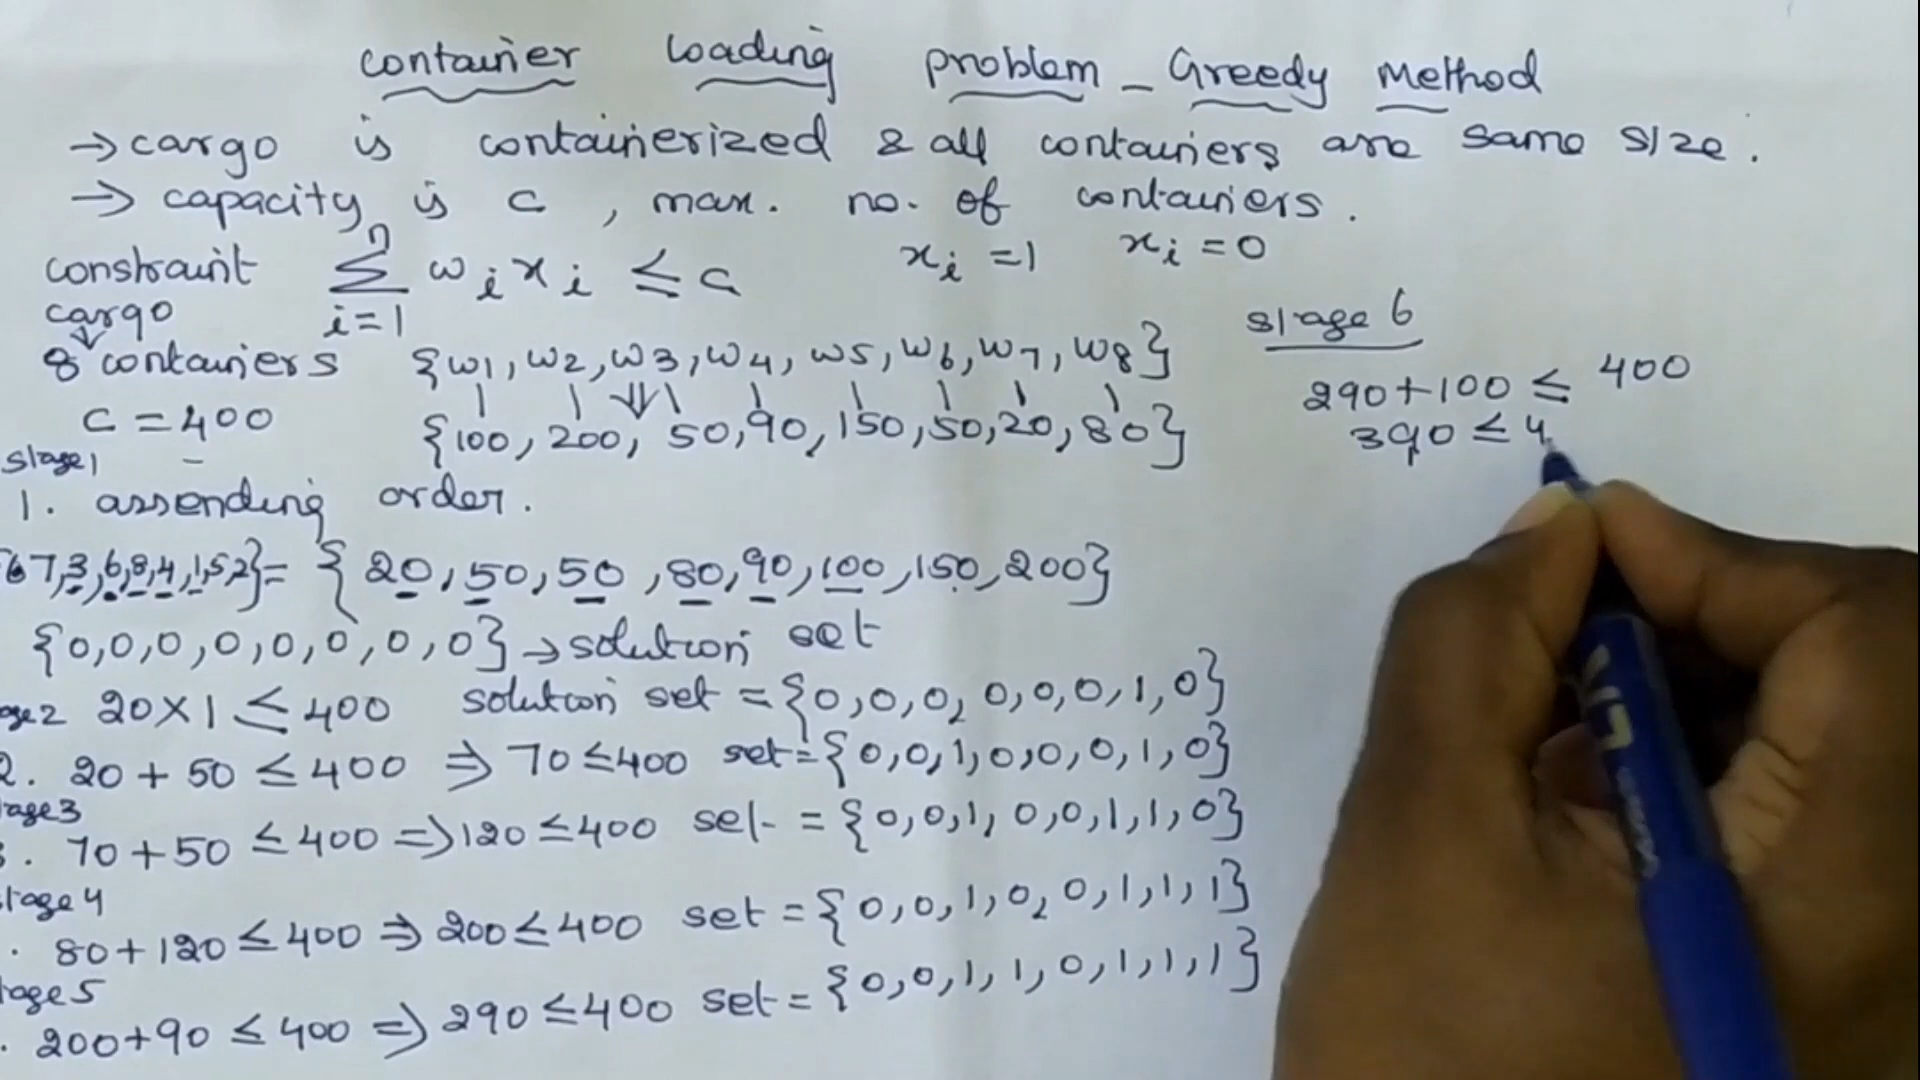 container loading problem - Greedy Method
→ cargo is containerized & all containers are same size.
→ capacity is c, max. no. of containers.
constraint n Σ i=1 wixi ≤ c xi = 1 xi = 0
cargo
8 containers {w1, w2, w3, w4, w5, w6, w7, w8}
c = 400 {100, 200, 50, 90, 150, 50, 20, 80}
stage 1
1. assending order.
7,3,6,8,4,1,5,2} = {20, 50, 50, 80, 90, 100, 150, 200}
{0,0,0,0,0,0,0,0} → solution set
age2 20 x 1 ≤ 400 solution set = {0,0,0,0,0,0,1,0}
2. 20 + 50 ≤ 400 ⇒ 70 ≤ 400 set = {0,0,1,0,0,0,1,0}
tage3
3. 70 + 50 ≤ 400 ⇒ 120 ≤ 400 set = {0,0,1,0,0,1,1,0}
tage 4
. 80 + 120 ≤ 400 ⇒ 200 ≤ 400 set = {0,0,1,0,0,1,1,1}
tage 5
. 200 + 90 ≤ 400 ⇒ 290 ≤ 400 set = {0,0,1,1,0,1,1,1}
stage 6
290 + 100 ≤ 400
390 ≤ 4